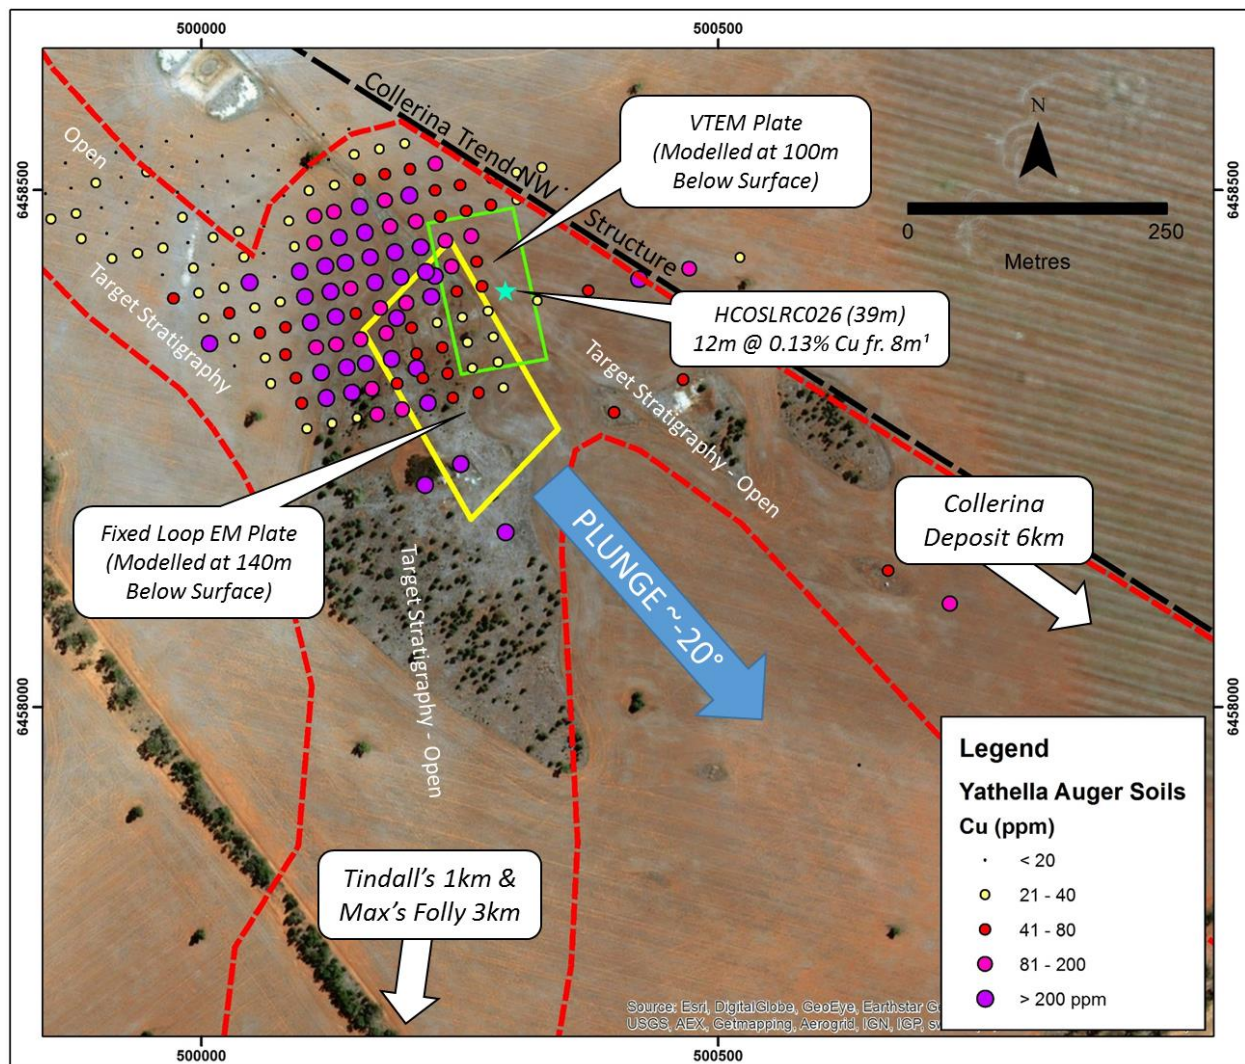 500000
500500
Collerina Trend NW Structure
Open
VTEM Plate
(Modelled at 100m
Below Surface)
N
6458500
6458500
0
250
Metres
Target Stratigraphy
HCOSLRC026 (39m)
12m @ 0.13% Cu fr. 8m¹
Target Stratigraphy - Open
Fixed Loop EM Plate
(Modelled at 140m
Below Surface)
Collerina
Deposit 6km
PLUNGE ~-20°
Target Stratigraphy - Open
6458000
6458000
Tindall's 1km &
Max's Folly 3km
Legend
Yathella Auger Soils
Cu (ppm)
< 20
21 - 40
41 - 80
81 - 200
> 200 ppm
Source: Esri, DigitalGlobe, GeoEye, Earthstar
USGS, AEX, Getmapping, Aerogrid, IGN, IGP,
500000
500500